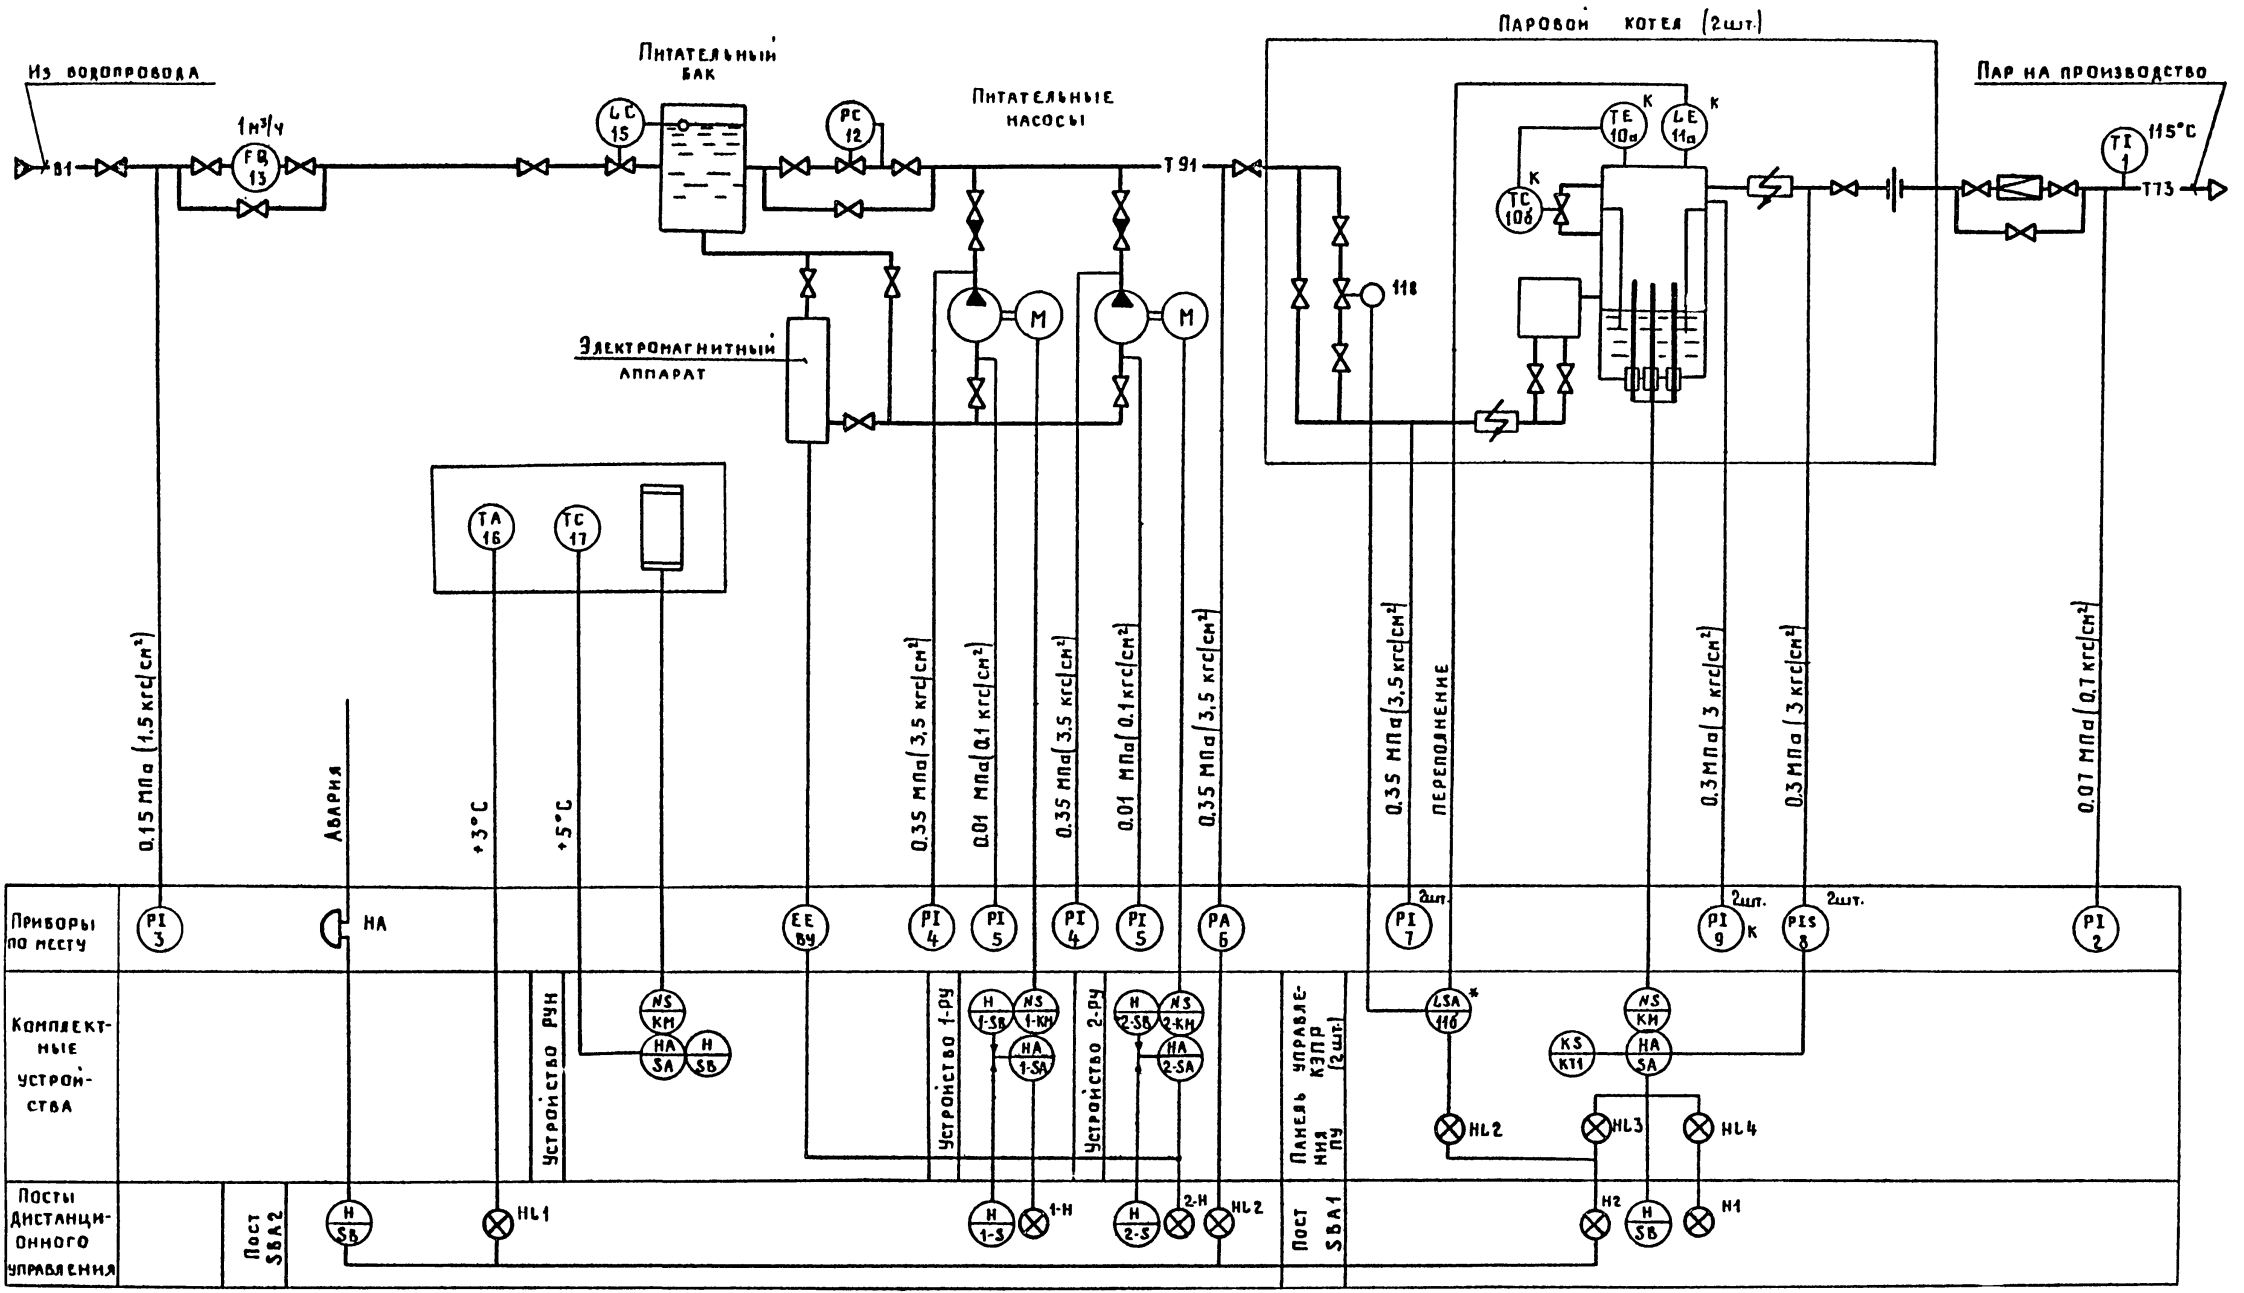 Паровой котел (2шт.)
Из водопровода
Питательный
бак
Питательные
насосы
Пар на производство
1м³/ч
FQ
13
LC
15
PC
12
TE
10а
К
LE
11а
К
TI
1
115°C
В1
Т91
Т73
TC
10б
К
11в
М
М
Электромагнитный
аппарат
TA
16
TC
17
0.15 МПа (1.5 кгс/см²)
Авария
+3°C
+5°C
0.35 МПа (3,5 кгс/см²)
0.01 МПа (0.1 кгс/см²)
0.35 МПа (3.5 кгс/см²)
0.01 МПа (0.1 кгс/см²)
0.35 МПа (3,5 кгс/см²)
0.35 МПа (3,5 кгс/см²)
Переполнение
0.3 МПа (3 кгс/см²)
0.3 МПа (3 кгс/см²)
0.07 МПа (0.7 кгс/см²)
Приборы
по месту
PI
3
НА
EE
ВУ
PI
4
PI
5
PI
4
PI
5
PA
6
PI
7
2шт.
PI
9
2шт.
К
PIS
8
2шт.
PI
2
Комплект-
ные
устрой-
ства
Устройство РУН
NS
KM
HA
SA
H
SB
Устройство 1-РУ
H
1-SB
NS
1-KM
HA
1-SA
Устройство 2-РУ
H
2-SB
NS
2-KM
HA
2-SA
Панель управле-
ния КЭПР
ПУ (2шт.)
LSA
11б
*
NS
KM
KS
KT1
HA
SA
HL2
HL3
HL4
Посты
дистанци-
онного
управления
Пост
SBA2
H
SB
HL1
H
1-S
1-H
H
2-S
2-H
HL2
Пост
SBA1
H2
H
SB
H1